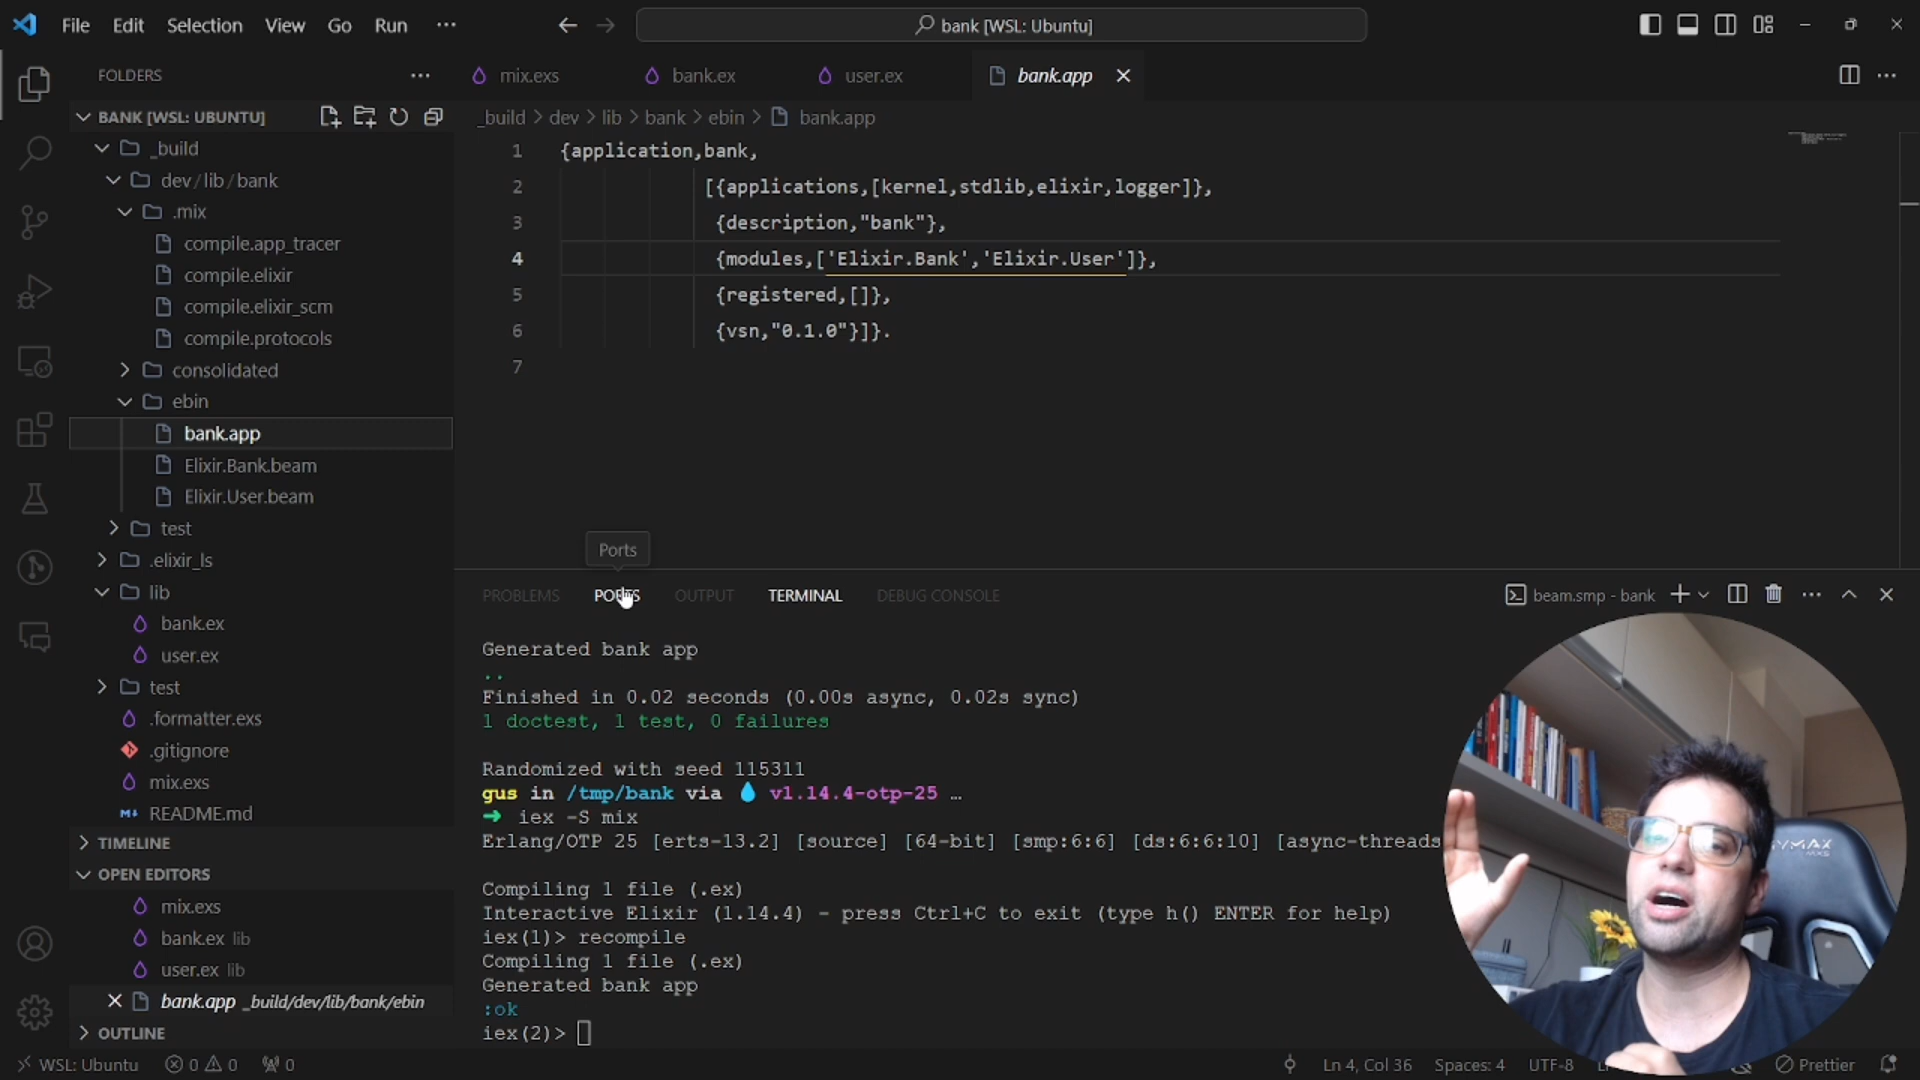 File Edit Selection View Go Run ···
bank [WSL: Ubuntu]
FOLDERS
BANK [WSL: UBUNTU]
_build
dev/lib/bank
.mix
compile.app_tracer
compile.elixir
compile.elixir_scm
compile.protocols
consolidated
ebin
bank.app
Elixir.Bank.beam
Elixir.User.beam
test
.elixir_ls
lib
bank.ex
user.ex
test
.formatter.exs
.gitignore
mix.exs
README.md
TIMELINE
OPEN EDITORS
mix.exs
bank.ex lib
user.ex lib
bank.app _build/dev/lib/bank/ebin
OUTLINE
mix.exs bank.ex user.ex bank.app
_build > dev > lib > bank > ebin > bank.app
1 {application,bank,
2 [{applications,[kernel,stdlib,elixir,logger]},
3 {description,"bank"},
4 {modules,['Elixir.Bank','Elixir.User']},
5 {registered,[]},
6 {vsn,"0.1.0"}]}.
7
Ports
PROBLEMS PORTS OUTPUT TERMINAL DEBUG CONSOLE
beam.smp - bank
Generated bank app
..
Finished in 0.02 seconds (0.00s async, 0.02s sync)
1 doctest, 1 test, 0 failures
Randomized with seed 115311
gus in /tmp/bank via v1.14.4-otp-25 …
➜ iex -S mix
Erlang/OTP 25 [erts-13.2] [source] [64-bit] [smp:6:6] [ds:6:6:10] [async-threads
Compiling 1 file (.ex)
Interactive Elixir (1.14.4) - press Ctrl+C to exit (type h() ENTER for help)
iex(1)> recompile
Compiling 1 file (.ex)
Generated bank app
:ok
iex(2)>
WSL: Ubuntu 0 0 0
Ln 4, Col 36 Spaces: 4 UTF-8 Prettier